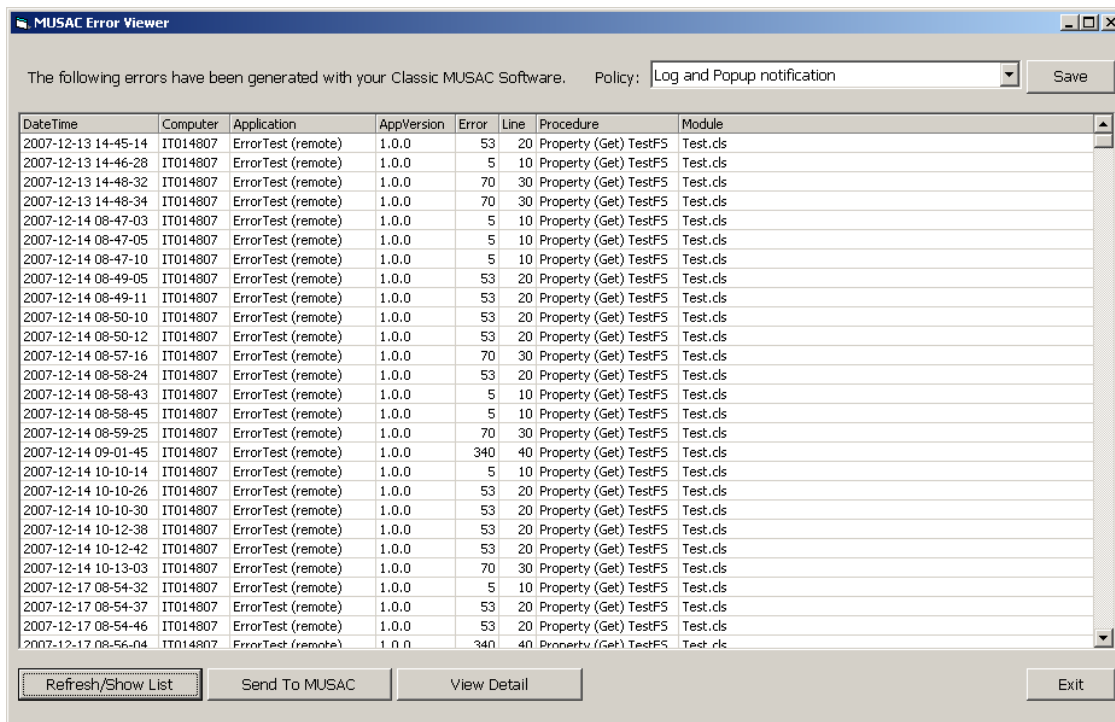 MUSAC Error Viewer
The following errors have been generated with your Classic MUSAC Software. Policy: Log and Popup notification Save
DateTime Computer Application AppVersion Error Line Procedure Module
2007-12-13 14-45-14 IT014807 ErrorTest (remote) 1.0.0 53 20 Property (Get) TestFS Test.cls
2007-12-13 14-46-28 IT014807 ErrorTest (remote) 1.0.0 5 10 Property (Get) TestFS Test.cls
2007-12-13 14-48-32 IT014807 ErrorTest (remote) 1.0.0 70 30 Property (Get) TestFS Test.cls
2007-12-13 14-48-34 IT014807 ErrorTest (remote) 1.0.0 70 30 Property (Get) TestFS Test.cls
2007-12-14 08-47-03 IT014807 ErrorTest (remote) 1.0.0 5 10 Property (Get) TestFS Test.cls
2007-12-14 08-47-05 IT014807 ErrorTest (remote) 1.0.0 5 10 Property (Get) TestFS Test.cls
2007-12-14 08-47-10 IT014807 ErrorTest (remote) 1.0.0 5 10 Property (Get) TestFS Test.cls
2007-12-14 08-49-05 IT014807 ErrorTest (remote) 1.0.0 53 20 Property (Get) TestFS Test.cls
2007-12-14 08-49-11 IT014807 ErrorTest (remote) 1.0.0 53 20 Property (Get) TestFS Test.cls
2007-12-14 08-50-10 IT014807 ErrorTest (remote) 1.0.0 53 20 Property (Get) TestFS Test.cls
2007-12-14 08-50-12 IT014807 ErrorTest (remote) 1.0.0 53 20 Property (Get) TestFS Test.cls
2007-12-14 08-57-16 IT014807 ErrorTest (remote) 1.0.0 70 30 Property (Get) TestFS Test.cls
2007-12-14 08-58-24 IT014807 ErrorTest (remote) 1.0.0 53 20 Property (Get) TestFS Test.cls
2007-12-14 08-58-43 IT014807 ErrorTest (remote) 1.0.0 5 10 Property (Get) TestFS Test.cls
2007-12-14 08-58-45 IT014807 ErrorTest (remote) 1.0.0 5 10 Property (Get) TestFS Test.cls
2007-12-14 08-59-25 IT014807 ErrorTest (remote) 1.0.0 70 30 Property (Get) TestFS Test.cls
2007-12-14 09-01-45 IT014807 ErrorTest (remote) 1.0.0 340 40 Property (Get) TestFS Test.cls
2007-12-14 10-10-14 IT014807 ErrorTest (remote) 1.0.0 5 10 Property (Get) TestFS Test.cls
2007-12-14 10-10-26 IT014807 ErrorTest (remote) 1.0.0 53 20 Property (Get) TestFS Test.cls
2007-12-14 10-10-30 IT014807 ErrorTest (remote) 1.0.0 53 20 Property (Get) TestFS Test.cls
2007-12-14 10-12-38 IT014807 ErrorTest (remote) 1.0.0 53 20 Property (Get) TestFS Test.cls
2007-12-14 10-12-42 IT014807 ErrorTest (remote) 1.0.0 53 20 Property (Get) TestFS Test.cls
2007-12-14 10-13-03 IT014807 ErrorTest (remote) 1.0.0 70 30 Property (Get) TestFS Test.cls
2007-12-17 08-54-32 IT014807 ErrorTest (remote) 1.0.0 5 10 Property (Get) TestFS Test.cls
2007-12-17 08-54-37 IT014807 ErrorTest (remote) 1.0.0 53 20 Property (Get) TestFS Test.cls
2007-12-17 08-54-46 IT014807 ErrorTest (remote) 1.0.0 53 20 Property (Get) TestFS Test.cls
2007-12-17 08-56-04 IT014807 ErrorTest (remote) 1.0.0 340 40 Property (Get) TestFS Test.cls
Refresh/Show List Send To MUSAC View Detail Exit